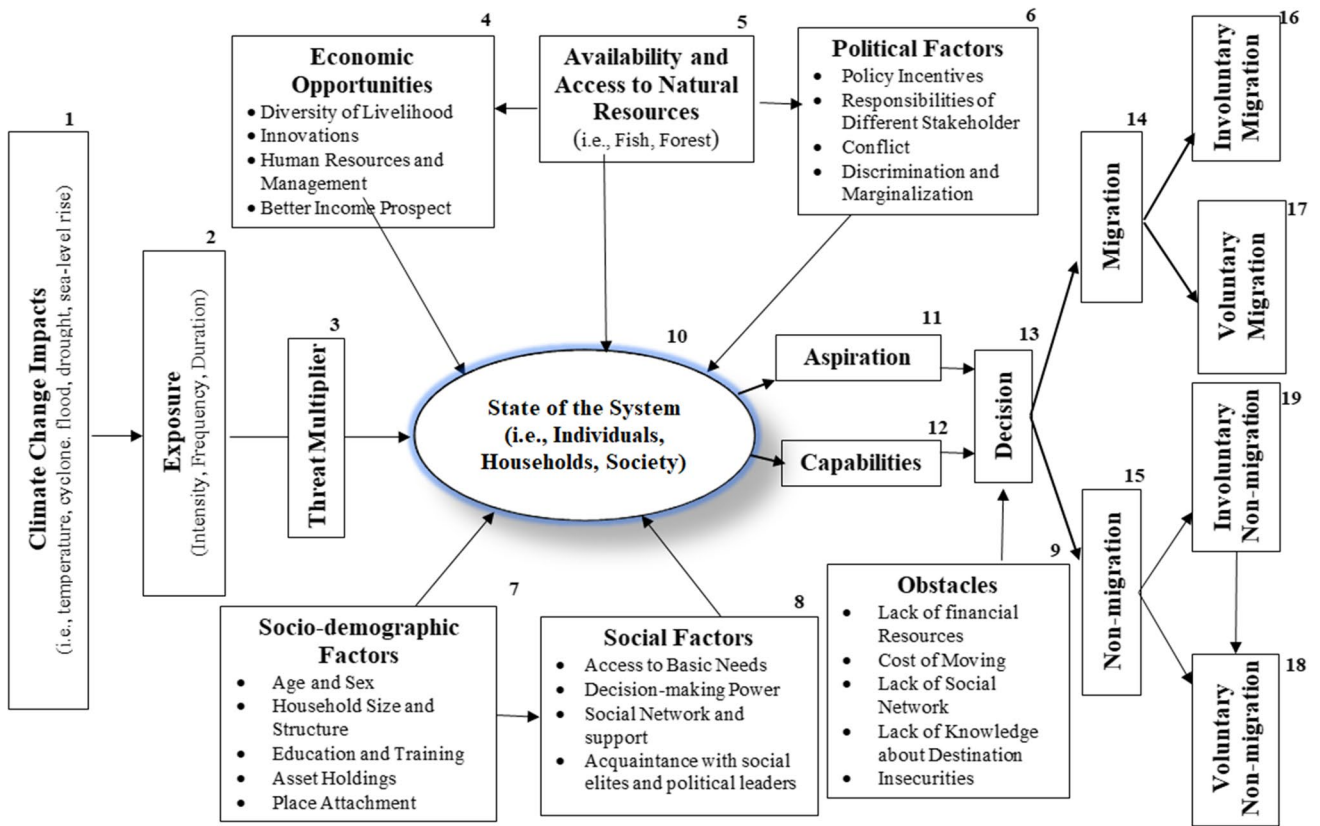 1
Climate Change Impacts
(i.e., temperature, cyclone. flood, drought, sea-level rise)
2
Exposure
(Intensity, Frequency, Duration)
3
Threat Multiplier
4
Economic
Opportunities
• Diversity of Livelihood
• Innovations
• Human Resources and
Management
• Better Income Prospect
5
Availability and
Access to Natural
Resources
(i.e., Fish, Forest)
6
Political Factors
• Policy Incentives
• Responsibilities of
Different Stakeholder
• Conflict
• Discrimination and
Marginalization
7
Socio-demographic
Factors
• Age and Sex
• Household Size and
Structure
• Education and Training
• Asset Holdings
• Place Attachment
8
Social Factors
• Access to Basic Needs
• Decision-making Power
• Social Network and
support
• Acquaintance with social
elites and political leaders
9
Obstacles
• Lack of financial
Resources
• Cost of Moving
• Lack of Social
Network
• Lack of Knowledge
about Destination
• Insecurities
10
State of the System
(i.e., Individuals,
Households, Society)
11
Aspiration
12
Capabilities
13
Decision
14
Migration
15
Non-migration
16
Involuntary
Migration
17
Voluntary
Migration
19
Involuntary
Non-migration
18
Voluntary
Non-migration